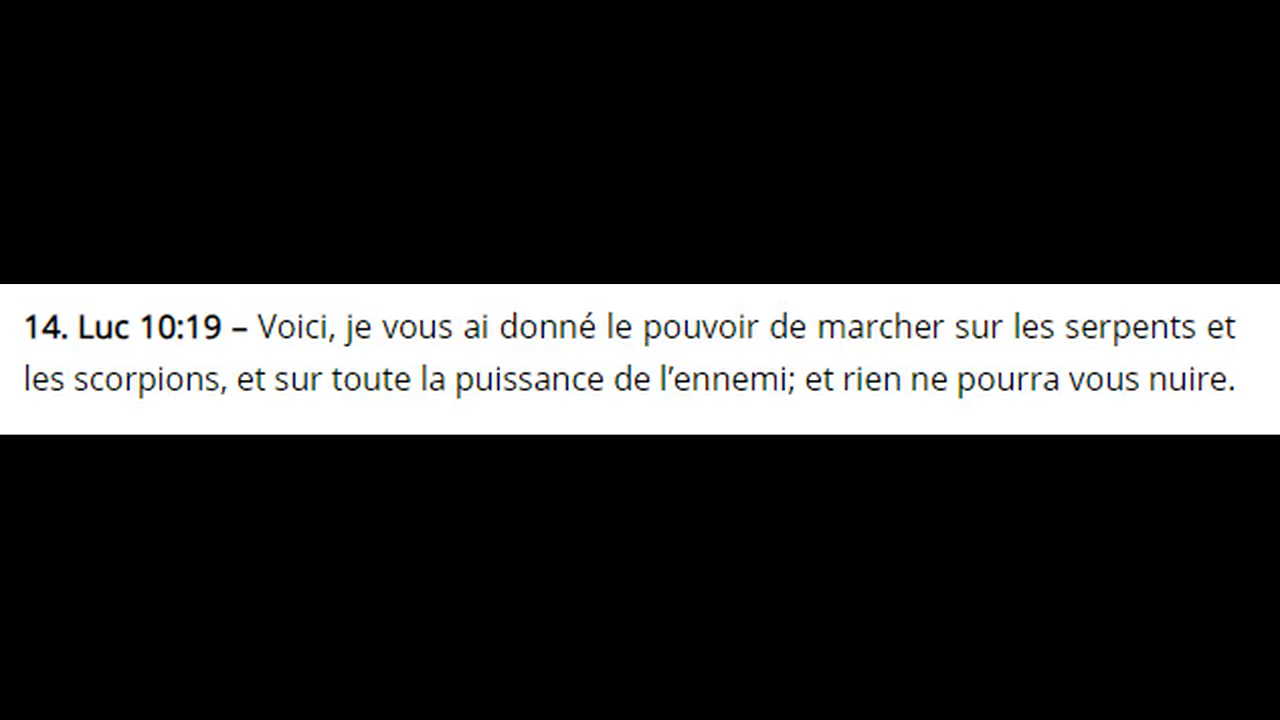 14. Luc 10:19 – Voici, je vous ai donné le pouvoir de marcher sur les serpents et
les scorpions, et sur toute la puissance de l’ennemi; et rien ne pourra vous nuire.